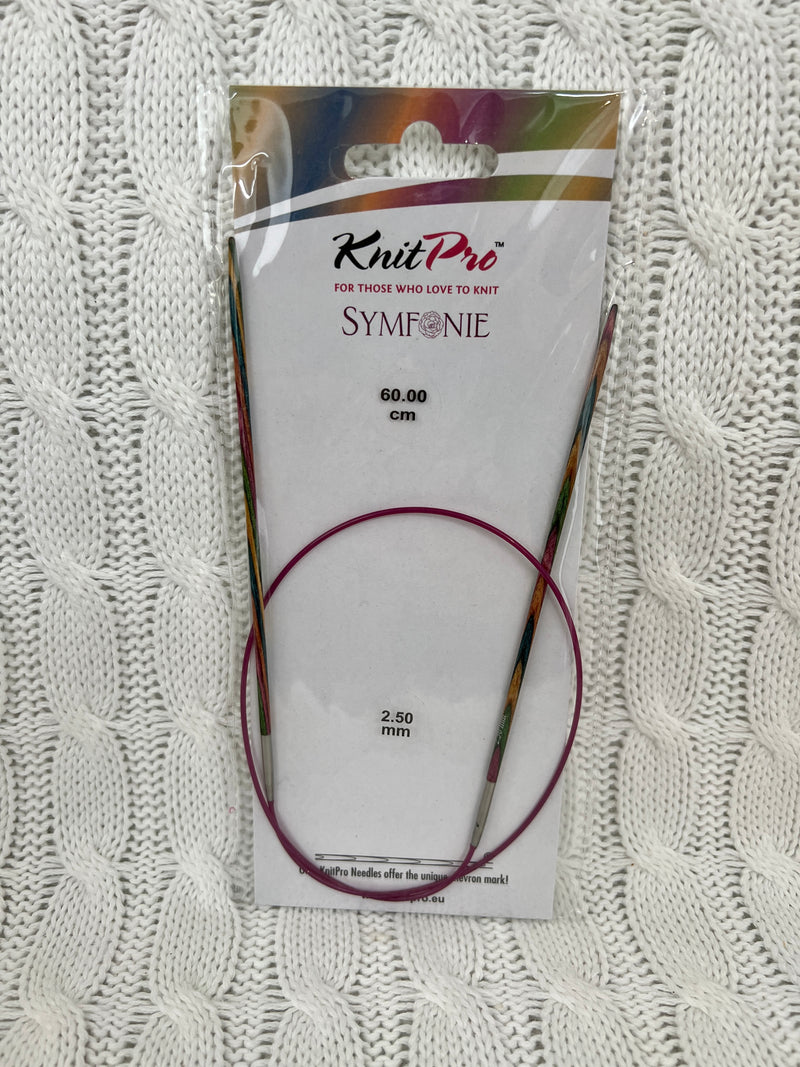 KnitPro™
FOR THOSE WHO LOVE TO KNIT
SYMFONIE
60.00
cm
2.50
mm
KnitPro Needles offer the unique mark!